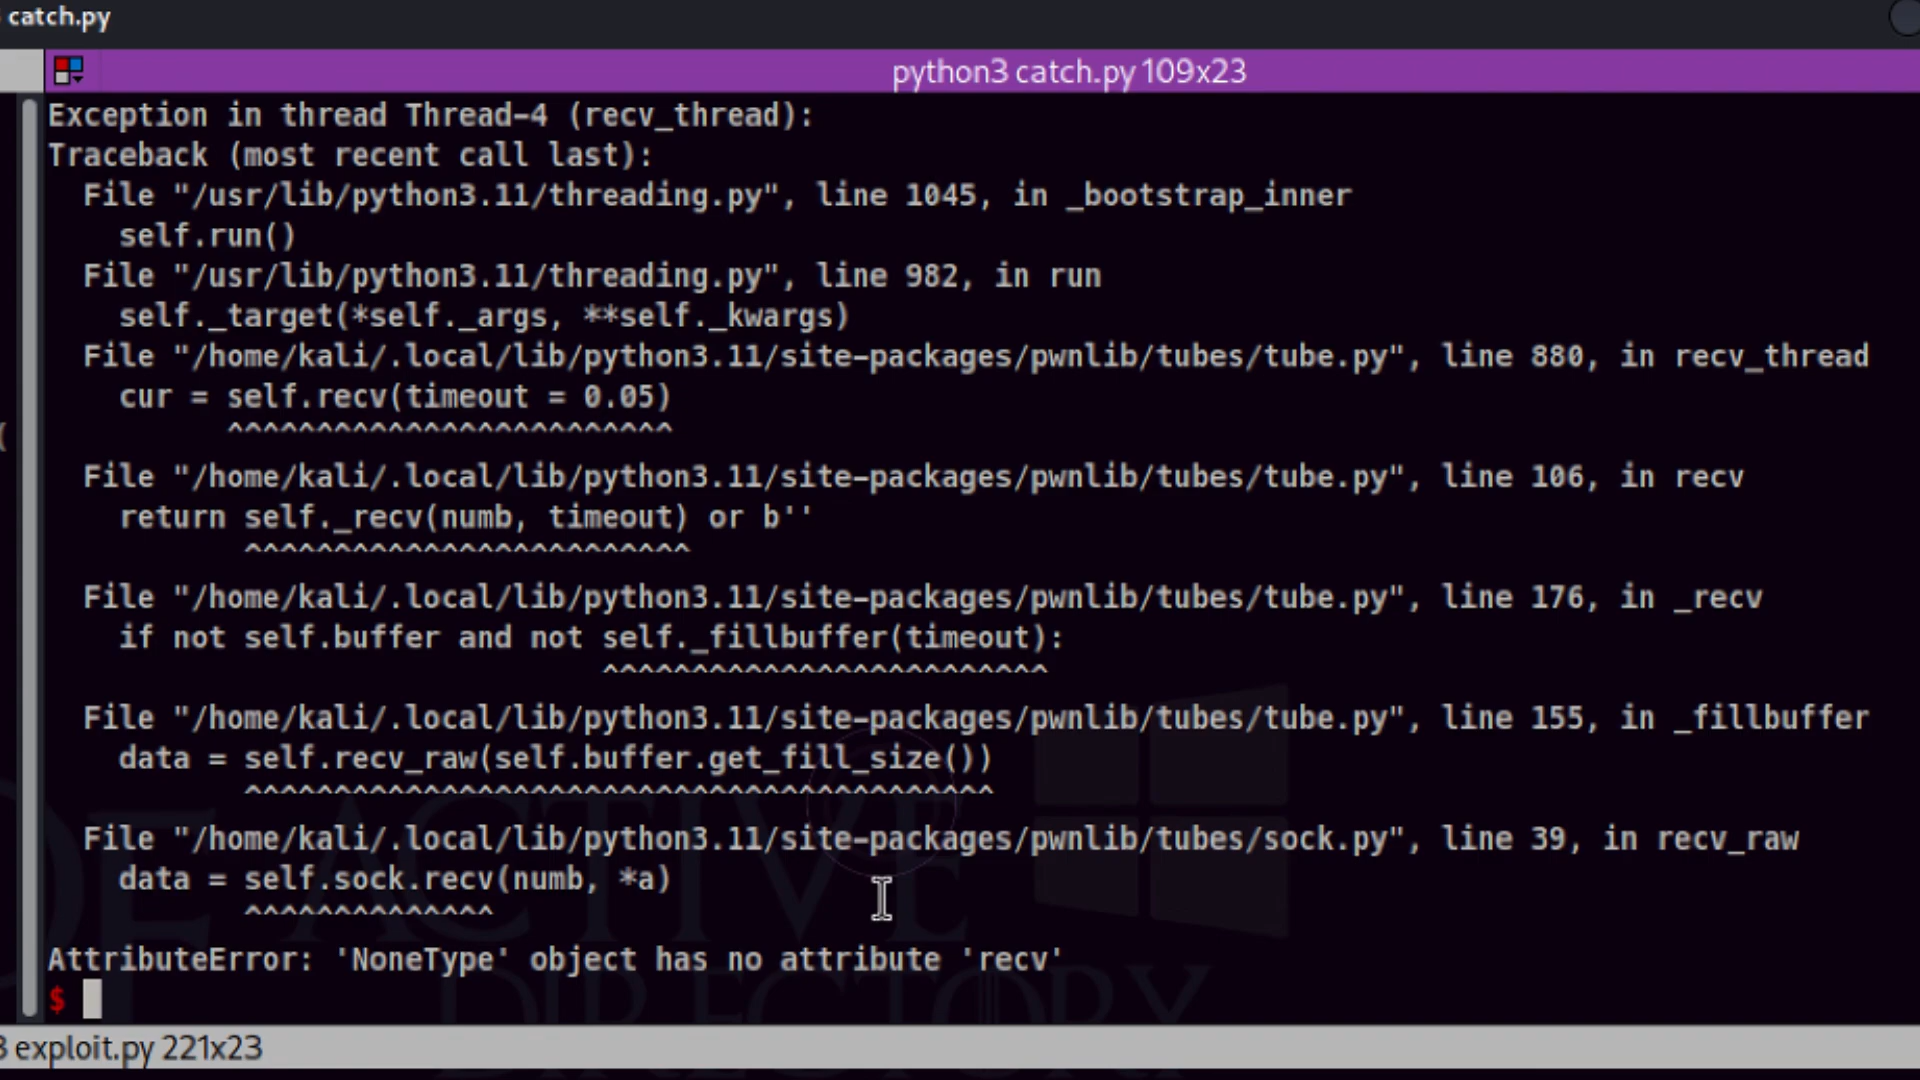 catch.py
python3 catch.py 109x23
Exception in thread Thread-4 (recv_thread):
Traceback (most recent call last):
  File "/usr/lib/python3.11/threading.py", line 1045, in _bootstrap_inner
    self.run()
  File "/usr/lib/python3.11/threading.py", line 982, in run
    self._target(*self._args, **self._kwargs)
  File "/home/kali/.local/lib/python3.11/site-packages/pwnlib/tubes/tube.py", line 880, in recv_thread
    cur = self.recv(timeout = 0.05)
          ^^^^^^^^^^^^^^^^^^^^^^^^^
  File "/home/kali/.local/lib/python3.11/site-packages/pwnlib/tubes/tube.py", line 106, in recv
    return self._recv(numb, timeout) or b''
           ^^^^^^^^^^^^^^^^^^^^^^^^^
  File "/home/kali/.local/lib/python3.11/site-packages/pwnlib/tubes/tube.py", line 176, in _recv
    if not self.buffer and not self._fillbuffer(timeout):
                               ^^^^^^^^^^^^^^^^^^^^^^^^^
  File "/home/kali/.local/lib/python3.11/site-packages/pwnlib/tubes/tube.py", line 155, in _fillbuffer
    data = self.recv_raw(self.buffer.get_fill_size())
           ^^^^^^^^^^^^^^^^^^^^^^^^^^^^^^^^^^^^^^^^^^
  File "/home/kali/.local/lib/python3.11/site-packages/pwnlib/tubes/sock.py", line 39, in recv_raw
    data = self.sock.recv(numb, *a)
           ^^^^^^^^^^^^^^
AttributeError: 'NoneType' object has no attribute 'recv'
$
(
OF ACTIVE
DIRECTORY
3 exploit.py 221x23